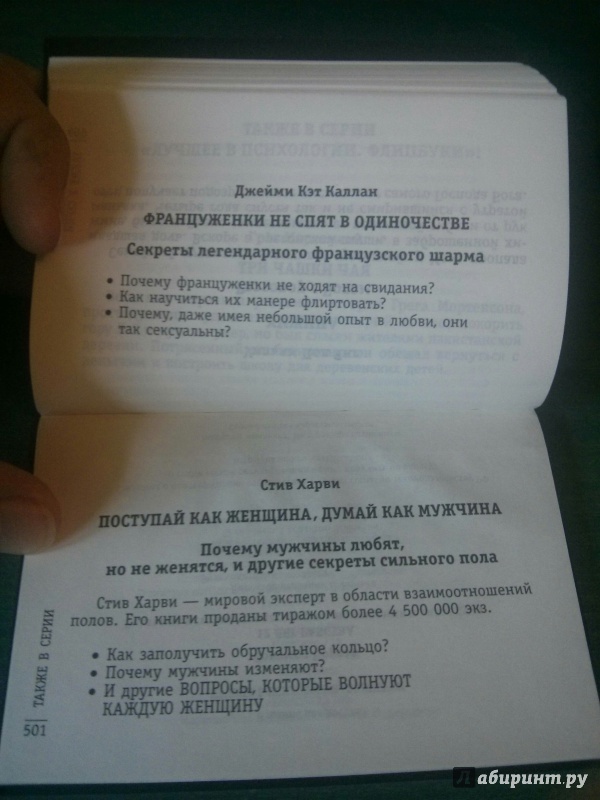 Джейми Кэт Каллан
ФРАНЦУЖЕНКИ НЕ СПЯТ В ОДИНОЧЕСТВЕ
Секреты легендарного французского шарма
• Почему француженки не ходят на свидания?
• Как научиться их манере флиртовать?
• Почему, даже имея небольшой опыт в любви, они
так сексуальны?
Стив Харви
ПОСТУПАЙ КАК ЖЕНЩИНА, ДУМАЙ КАК МУЖЧИНА
Почему мужчины любят,
но не женятся, и другие секреты сильного пола
Стив Харви — мировой эксперт в области взаимоотношений
полов. Его книги проданы тиражом более 4 500 000 экз.
• Как заполучить обручальное кольцо?
• Почему мужчины изменяют?
• И другие ВОПРОСЫ, КОТОРЫЕ ВОЛНУЮТ
КАЖДУЮ ЖЕНЩИНУ
ТАКЖЕ В СЕРИИ
501
абиринт.ру